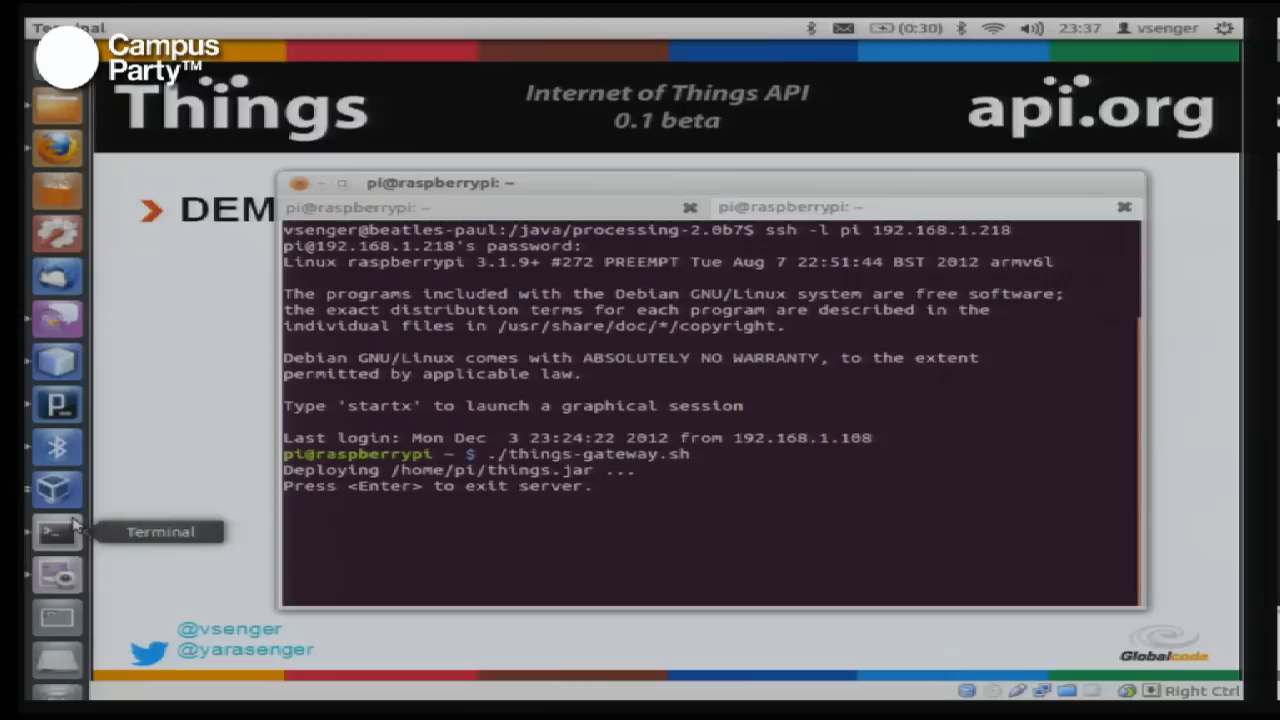 Terminal
(0:30)
23:37
vsenger
Campus
Party™
Things
Internet of Things API
0.1 beta
api.org
DEM
pi@raspberrypi: ~
pi@raspberrypi: ~
pi@raspberrypi: ~
vsenger@beatles-paul:/java/processing-2.0b7$ ssh -l pi 192.168.1.218
pi@192.168.1.218's password:
Linux raspberrypi 3.1.9+ #272 PREEMPT Tue Aug 7 22:51:44 BST 2012 armv6l
The programs included with the Debian GNU/Linux system are free software;
the exact distribution terms for each program are described in the
individual files in /usr/share/doc/*/copyright.
Debian GNU/Linux comes with ABSOLUTELY NO WARRANTY, to the extent
permitted by applicable law.
Type 'startx' to launch a graphical session
Last login: Mon Dec  3 23:24:22 2012 from 192.168.1.108
pi@raspberrypi ~ $ ./things-gateway.sh
Deploying /home/pi/things.jar ...
Press <Enter> to exit server.
Terminal
@vsenger
@yarasenger
Globalcode
Right Ctrl